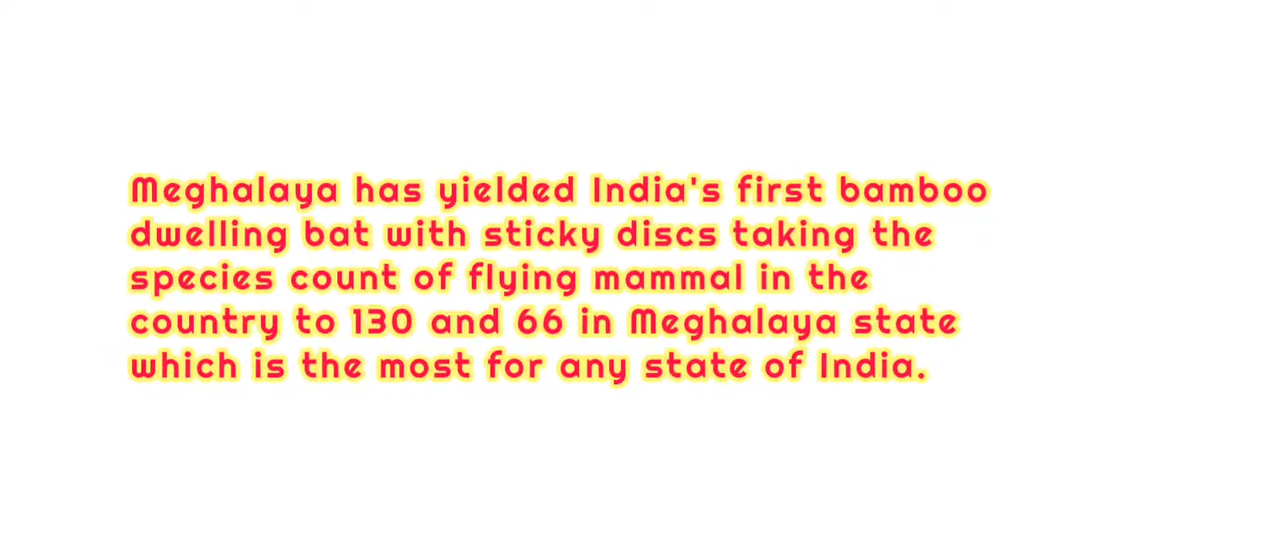 Meghalaya has yielded India's first bamboo
dwelling bat with sticky discs taking the
species count of flying mammal in the
country to 130 and 66 in Meghalaya state
which is the most for any state of India.